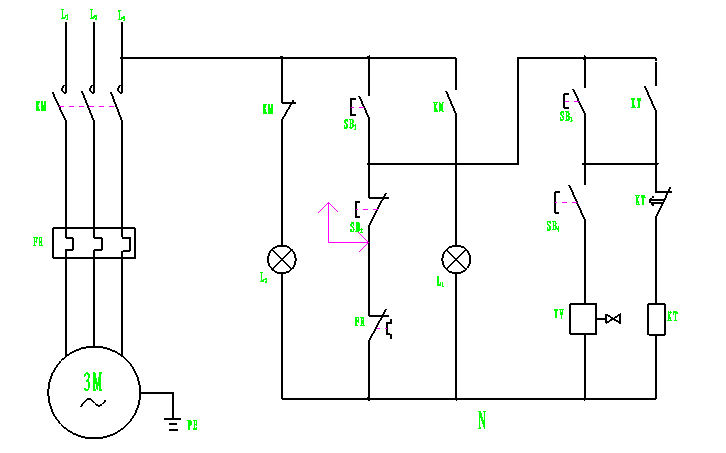 L₁ L₂ L₃
KM
KM
SB₁
KM
SB₃
KT
SB₂
KT
SB₄
FR
L₂
L₁
FR
YV
KT
3M
~
PE
N